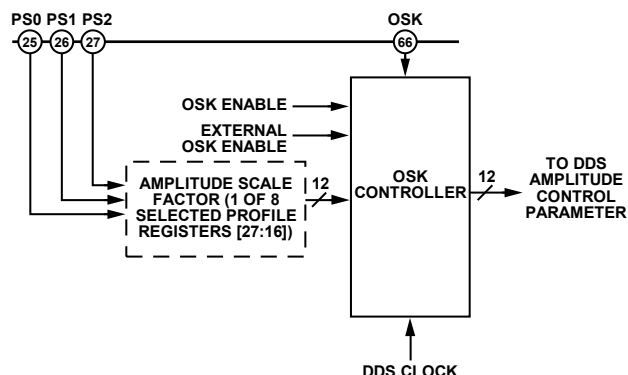 PS0 PS1 PS2
OSK
25
26
27
66
OSK ENABLE
EXTERNAL
OSK ENABLE
AMPLITUDE SCALE
FACTOR (1 OF 8
SELECTED PROFILE
REGISTERS [27:16])
12
OSK
CONTROLLER
12
TO DDS
AMPLITUDE
CONTROL
PARAMETER
DDS CLOCK